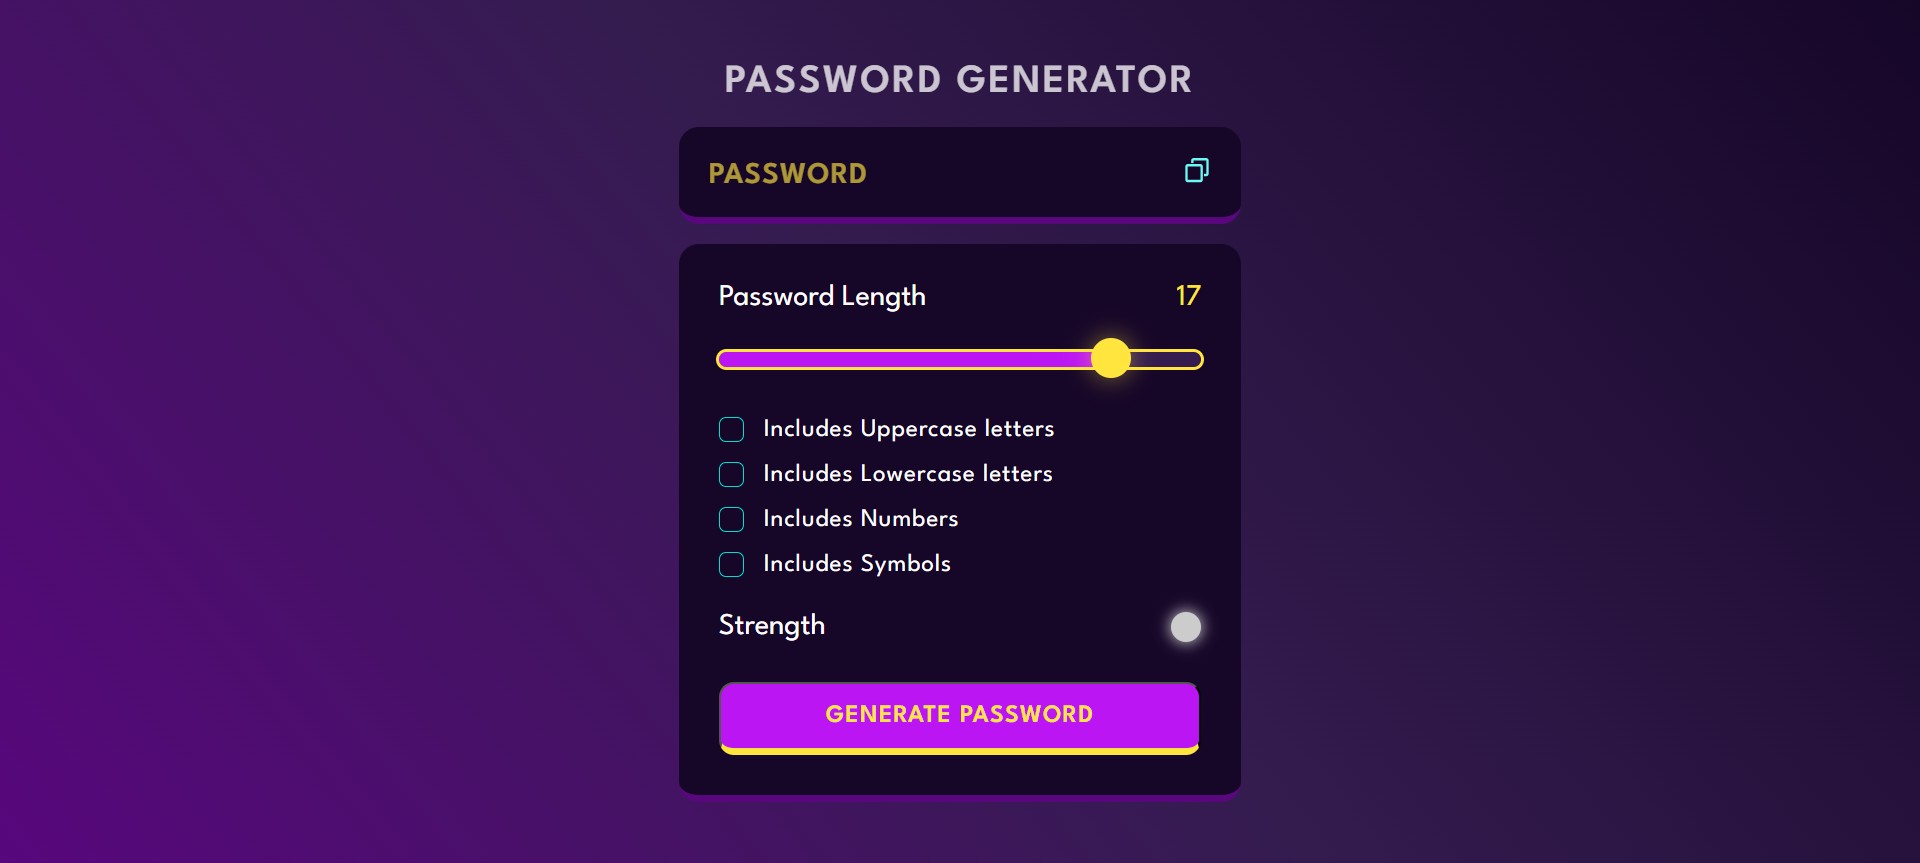 PASSWORD GENERATOR
PASSWORD
Password Length 17
Includes Uppercase letters
Includes Lowercase letters
Includes Numbers
Includes Symbols
Strength
GENERATE PASSWORD